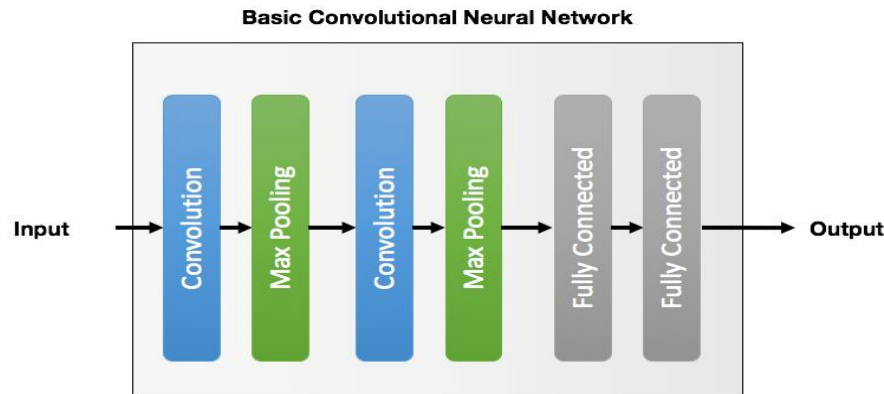 Basic Convolutional Neural Network
Input
Convolution
Max Pooling
Convolution
Max Pooling
Fully Connected
Fully Connected
Output